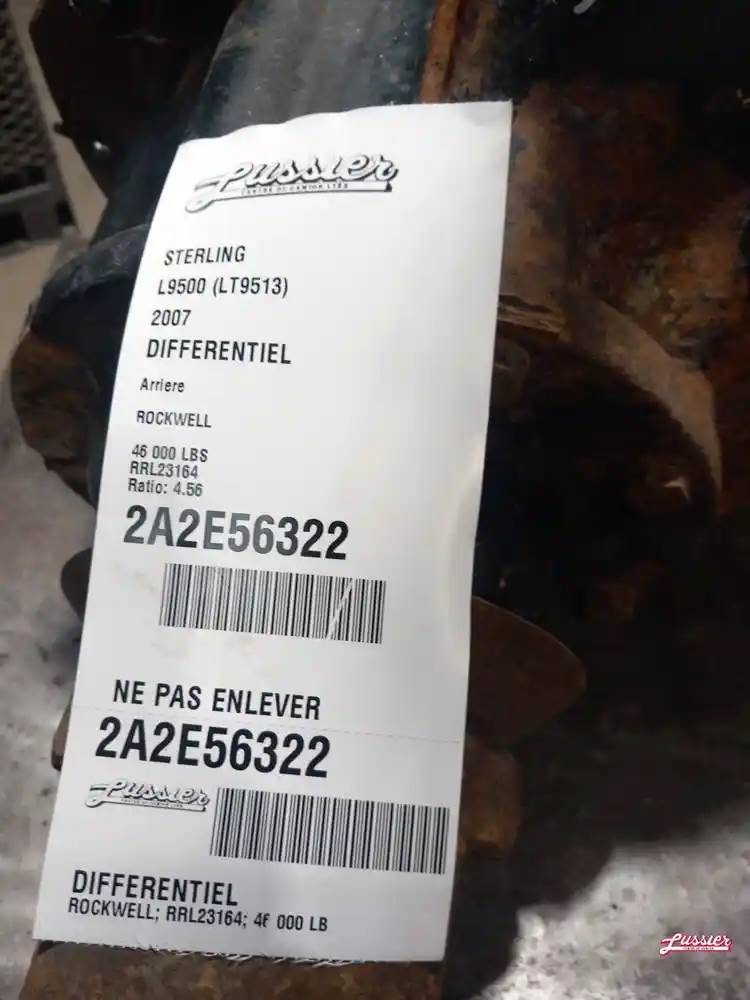 Lussier
CENTRE DU CAMION LTEE
STERLING
L9500 (LT9513)
2007
DIFFERENTIEL
Arriere
ROCKWELL
46 000 LBS
RRL23164
Ratio: 4.56
2A2E56322
NE PAS ENLEVER
2A2E56322
Lussier
DIFFERENTIEL
ROCKWELL; RRL23164; 46 000 LB
Lussier